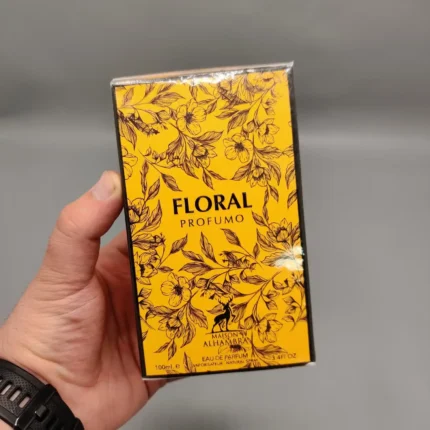 FLORAL
PROFUMO
MAISON
ALHAMBRA
EAU DE PARFUM
100ml. ℮ 3.4FL OZ